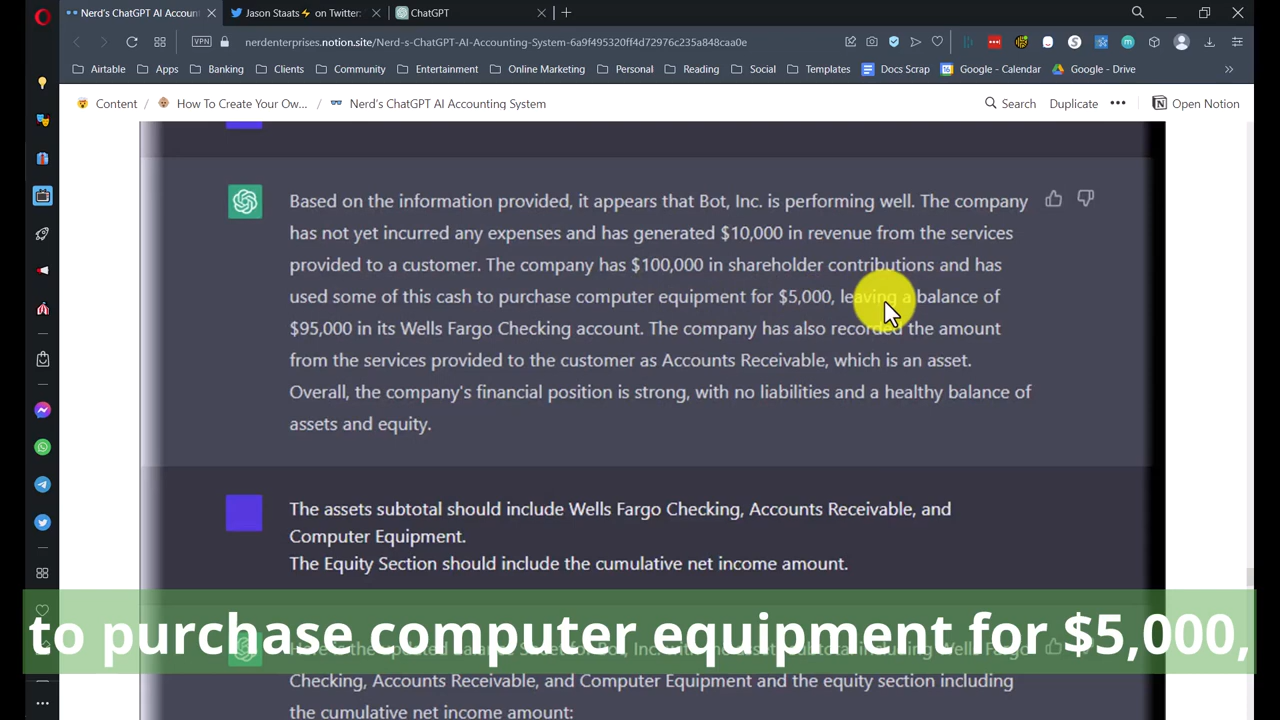 Nerd's ChatGPT AI Accoun
Jason Staats⚡ on Twitter:
ChatGPT
VPN
nerdenterprises.notion.site/Nerd-s-ChatGPT-AI-Accounting-System-6a9f495320ff4d72976c235a848caa0e
Airtable
Apps
Banking
Clients
Community
Entertainment
Online Marketing
Personal
Reading
Social
Templates
Docs Scrap
Google - Calendar
Google - Drive
Content / How To Create Your Ow... / Nerd's ChatGPT AI Accounting System
Search
Duplicate
Open Notion
Based on the information provided, it appears that Bot, Inc. is performing well. The company
has not yet incurred any expenses and has generated $10,000 in revenue from the services
provided to a customer. The company has $100,000 in shareholder contributions and has
used some of this cash to purchase computer equipment for $5,000, leaving a balance of
$95,000 in its Wells Fargo Checking account. The company has also recorded the amount
from the services provided to the customer as Accounts Receivable, which is an asset.
Overall, the company's financial position is strong, with no liabilities and a healthy balance of
assets and equity.
The assets subtotal should include Wells Fargo Checking, Accounts Receivable, and
Computer Equipment.
The Equity Section should include the cumulative net income amount.
to purchase computer equipment for $5,000,
Checking, Accounts Receivable, and Computer Equipment and the equity section including
the cumulative net income amount: